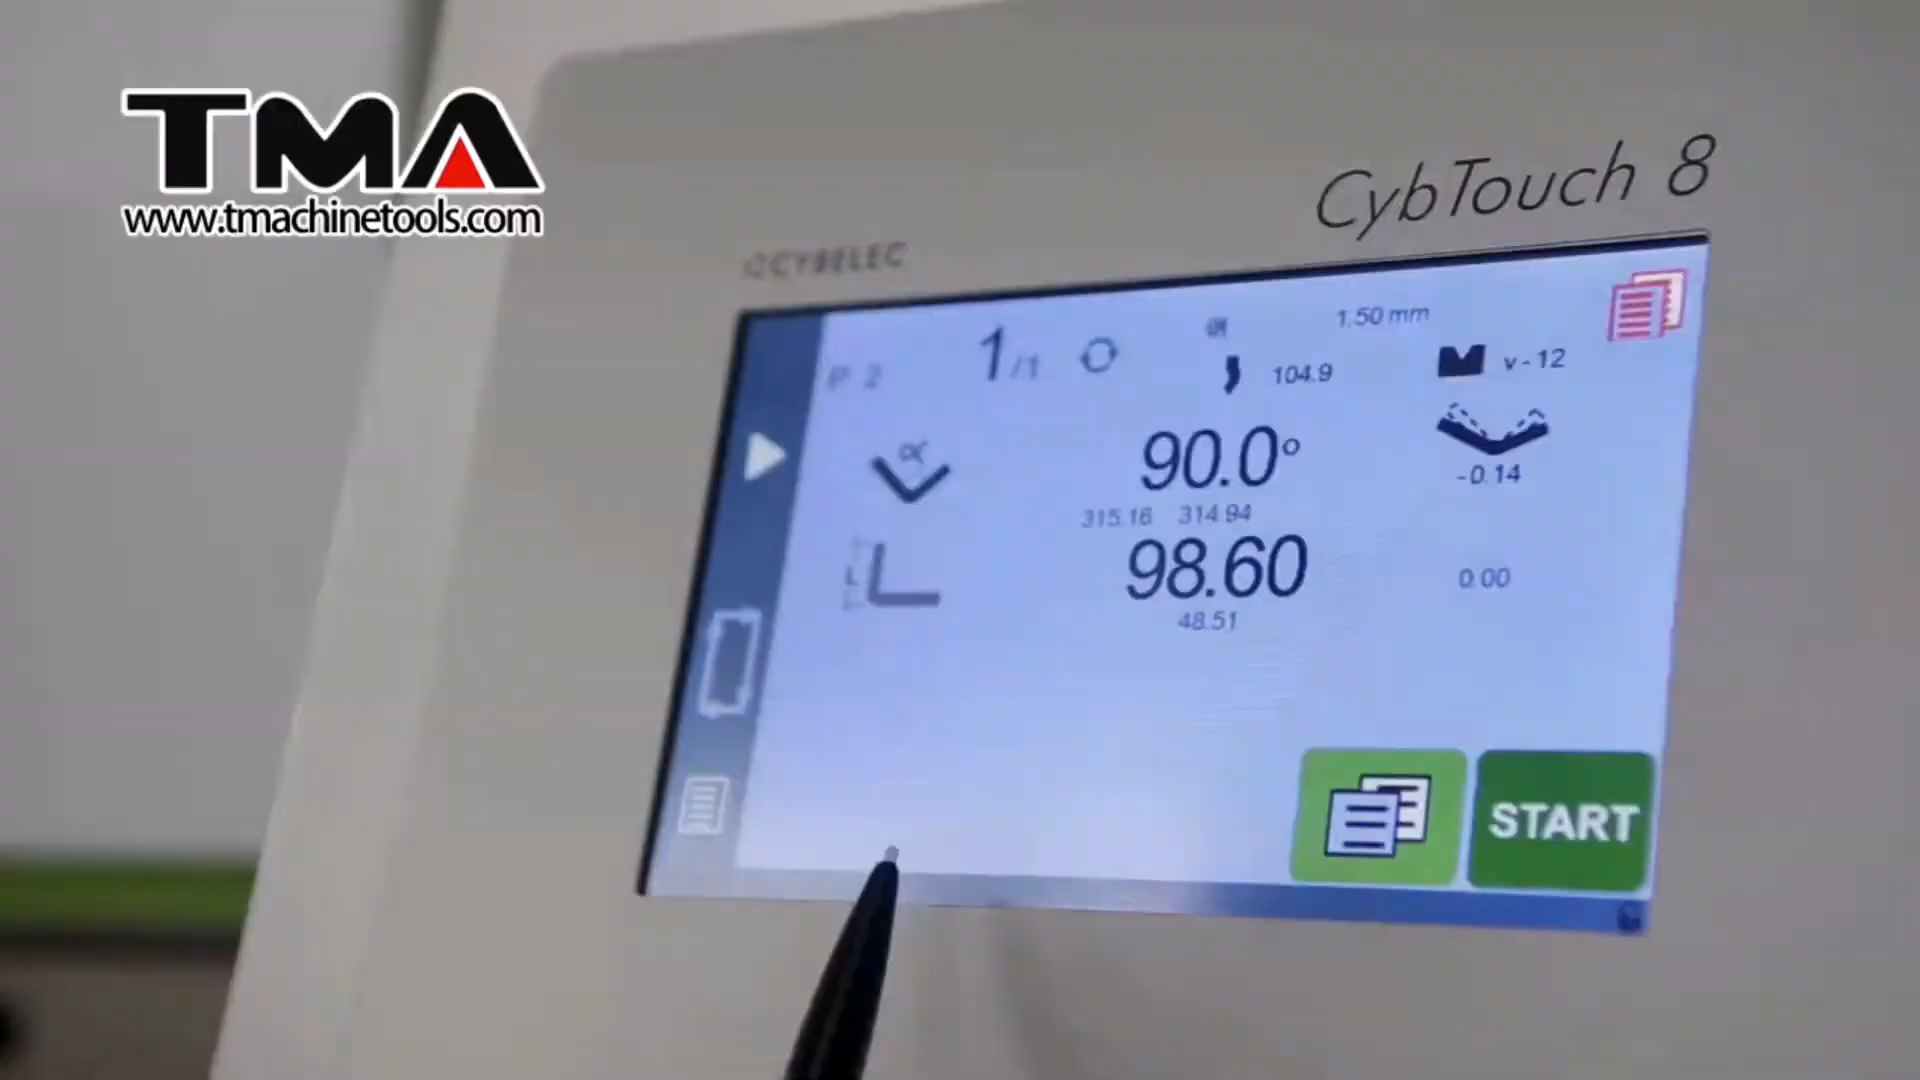 TMA
www.tmachinetools.com
CybTouch 8
CYBELEC
P 2
1/1
1.50 mm
104.9
v-12
α
90.0°
-0.14
315.16 314.94
98.60
0.00
48.51
START